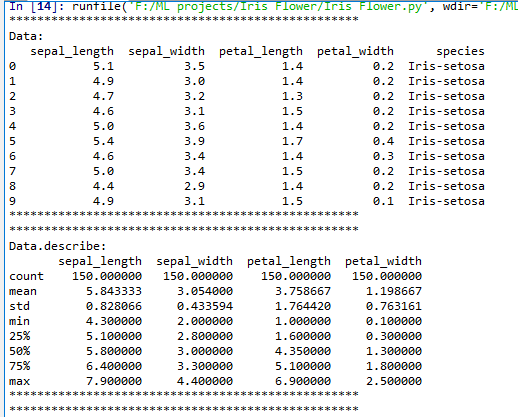 In [14]: runfile('F:/ML projects/Iris Flower/Iris Flower.py', wdir='F:/ML
**************************************************
Data:
   sepal_length  sepal_width  petal_length  petal_width      species
0           5.1          3.5           1.4          0.2  Iris-setosa
1           4.9          3.0           1.4          0.2  Iris-setosa
2           4.7          3.2           1.3          0.2  Iris-setosa
3           4.6          3.1           1.5          0.2  Iris-setosa
4           5.0          3.6           1.4          0.2  Iris-setosa
5           5.4          3.9           1.7          0.4  Iris-setosa
6           4.6          3.4           1.4          0.3  Iris-setosa
7           5.0          3.4           1.5          0.2  Iris-setosa
8           4.4          2.9           1.4          0.2  Iris-setosa
9           4.9          3.1           1.5          0.1  Iris-setosa
**************************************************
**************************************************
Data.describe:
       sepal_length  sepal_width  petal_length  petal_width
count    150.000000   150.000000    150.000000   150.000000
mean       5.843333     3.054000      3.758667     1.198667
std        0.828066     0.433594      1.764420     0.763161
min        4.300000     2.000000      1.000000     0.100000
25%        5.100000     2.800000      1.600000     0.300000
50%        5.800000     3.000000      4.350000     1.300000
75%        6.400000     3.300000      5.100000     1.800000
max        7.900000     4.400000      6.900000     2.500000
**************************************************
**************************************************